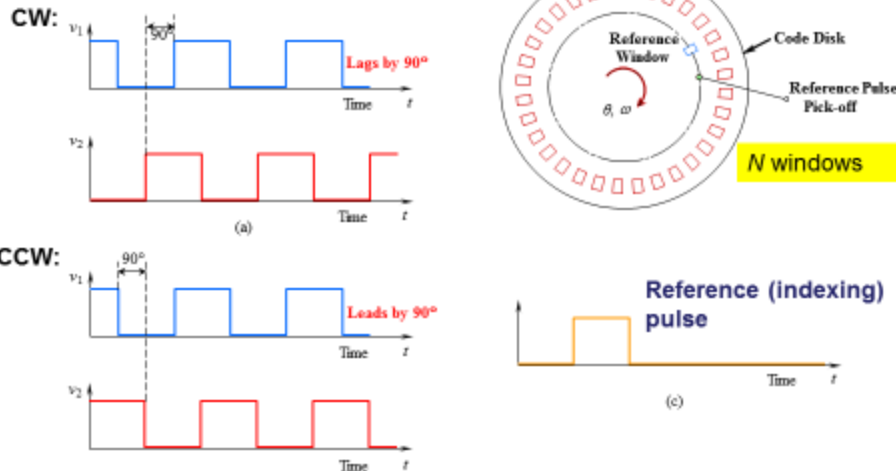 CW:
v1
90°
Lags by 90°
Time t
v2
Time t
(a)
CCW:
90°
v1
Leads by 90°
Time t
v2
Time t
Reference
Window
Code Disk
θ, ω
Reference Pulse
Pick-off
N windows
Reference (indexing)
pulse
Time t
(c)